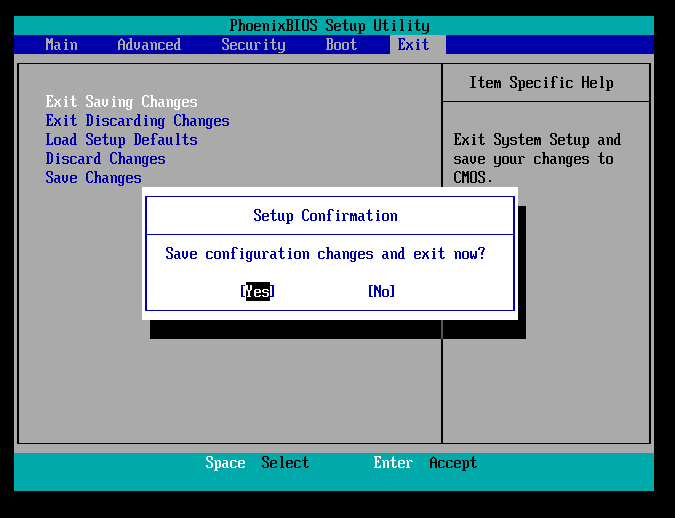 PhoenixBIOS Setup Utility
Main Advanced Security Boot Exit
Item Specific Help
Exit Saving Changes
Exit Discarding Changes
Load Setup Defaults
Discard Changes
Save Changes
Exit System Setup and
save your changes to
CMOS.
Setup Confirmation
Save configuration changes and exit now?
[Yes] [No]
Space Select Enter Accept